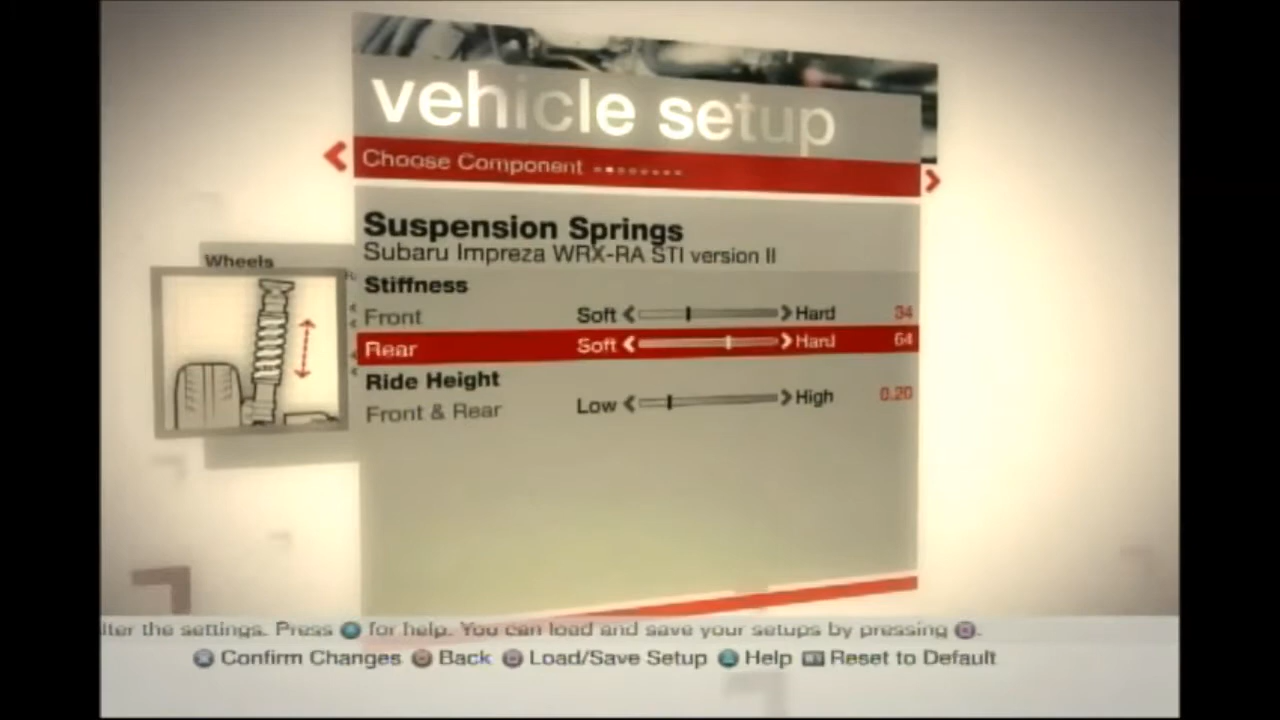 vehicle setup
Choose Component
Suspension Springs
Subaru Impreza WRX-RA STI version II
Wheels
Stiffness
Front Soft Hard 34
Rear Soft Hard 64
Ride Height
Front & Rear Low High 0.20
lter the settings. Press for help. You can load and save your setups by pressing .
Confirm Changes Back Load/Save Setup Help Reset to Default